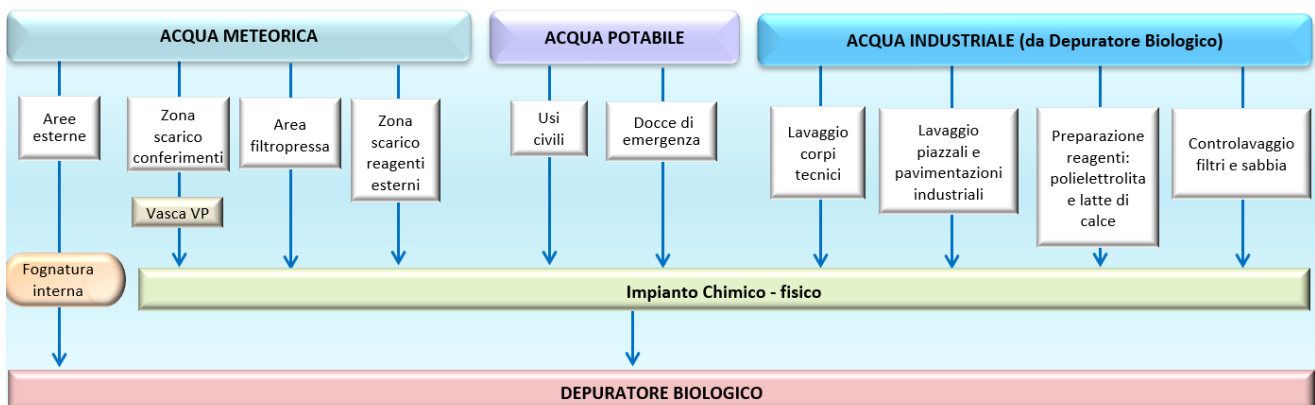 ACQUA METEORICA
ACQUA POTABILE
ACQUA INDUSTRIALE (da Depuratore Biologico)
Aree
esterne
Zona
scarico
conferimenti
Area
filtropressa
Zona
scarico
reagenti
esterni
Usi
civili
Docce di
emergenza
Lavaggio
corpi
tecnici
Lavaggio
piazzali e
pavimentazioni
industriali
Preparazione
reagenti:
polielettrolita
e latte di
calce
Controlavaggio
filtri e sabbia
Vasca VP
Fognatura
interna
Impianto Chimico - fisico
DEPURATORE BIOLOGICO